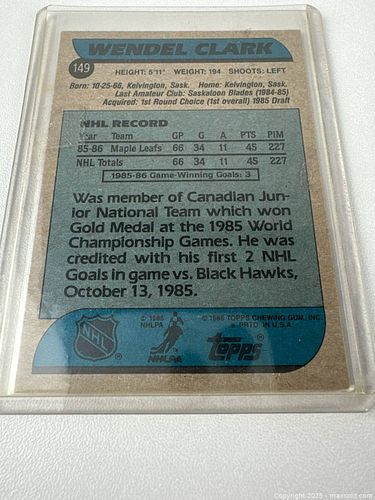 WENDEL CLARK
149
HEIGHT: 5'11" WEIGHT: 194 SHOOTS: LEFT
Born: 10-25-66, Kelvington, Sask. Home: Kelvington, Sask.
Last Amateur Club: Saskatoon Blades (1984-85)
Acquired: 1st Round Choice (1st overall) 1985 Draft
NHL RECORD
Year Team GP G A PTS PIM
85-86 Maple Leafs 66 34 11 45 227
NHL Totals 66 34 11 45 227
1985-86 Game-Winning Goals: 3
Was member of Canadian Jun-
ior National Team which won
Gold Medal at the 1985 World
Championship Games. He was
credited with his first 2 NHL
Goals in game vs. Black Hawks,
October 13, 1985.
© 1986 © 1986 TOPPS CHEWING GUM, INC.
NHLPA ® PRTD. IN U.S.A.
NHL ® NHLPA ™ topps ®
Copyright 2025 - maxsold.com